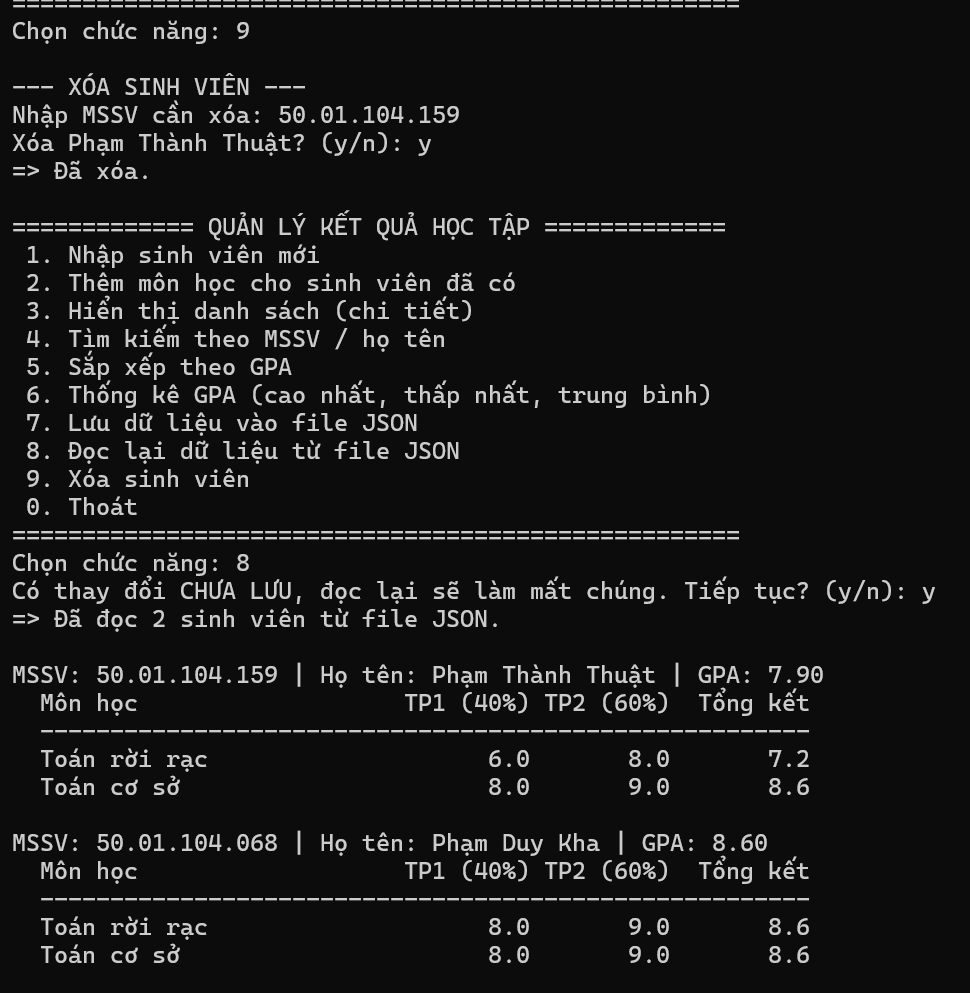 ====================================================
Chọn chức năng: 9
--- XÓA SINH VIÊN ---
Nhập MSSV cần xóa: 50.01.104.159
Xóa Phạm Thành Thuật? (y/n): y
=> Đã xóa.
============= QUẢN LÝ KẾT QUẢ HỌC TẬP =============
1. Nhập sinh viên mới
2. Thêm môn học cho sinh viên đã có
3. Hiển thị danh sách (chi tiết)
4. Tìm kiếm theo MSSV / họ tên
5. Sắp xếp theo GPA
6. Thống kê GPA (cao nhất, thấp nhất, trung bình)
7. Lưu dữ liệu vào file JSON
8. Đọc lại dữ liệu từ file JSON
9. Xóa sinh viên
0. Thoát
====================================================
Chọn chức năng: 8
Có thay đổi CHƯA LƯU, đọc lại sẽ làm mất chúng. Tiếp tục? (y/n): y
=> Đã đọc 2 sinh viên từ file JSON.
MSSV: 50.01.104.159 | Họ tên: Phạm Thành Thuật | GPA: 7.90
Môn học TP1 (40%) TP2 (60%) Tổng kết
-------------------------------------------------------
Toán rời rạc 6.0 8.0 7.2
Toán cơ sở 8.0 9.0 8.6
MSSV: 50.01.104.068 | Họ tên: Phạm Duy Kha | GPA: 8.60
Môn học TP1 (40%) TP2 (60%) Tổng kết
-------------------------------------------------------
Toán rời rạc 8.0 9.0 8.6
Toán cơ sở 8.0 9.0 8.6